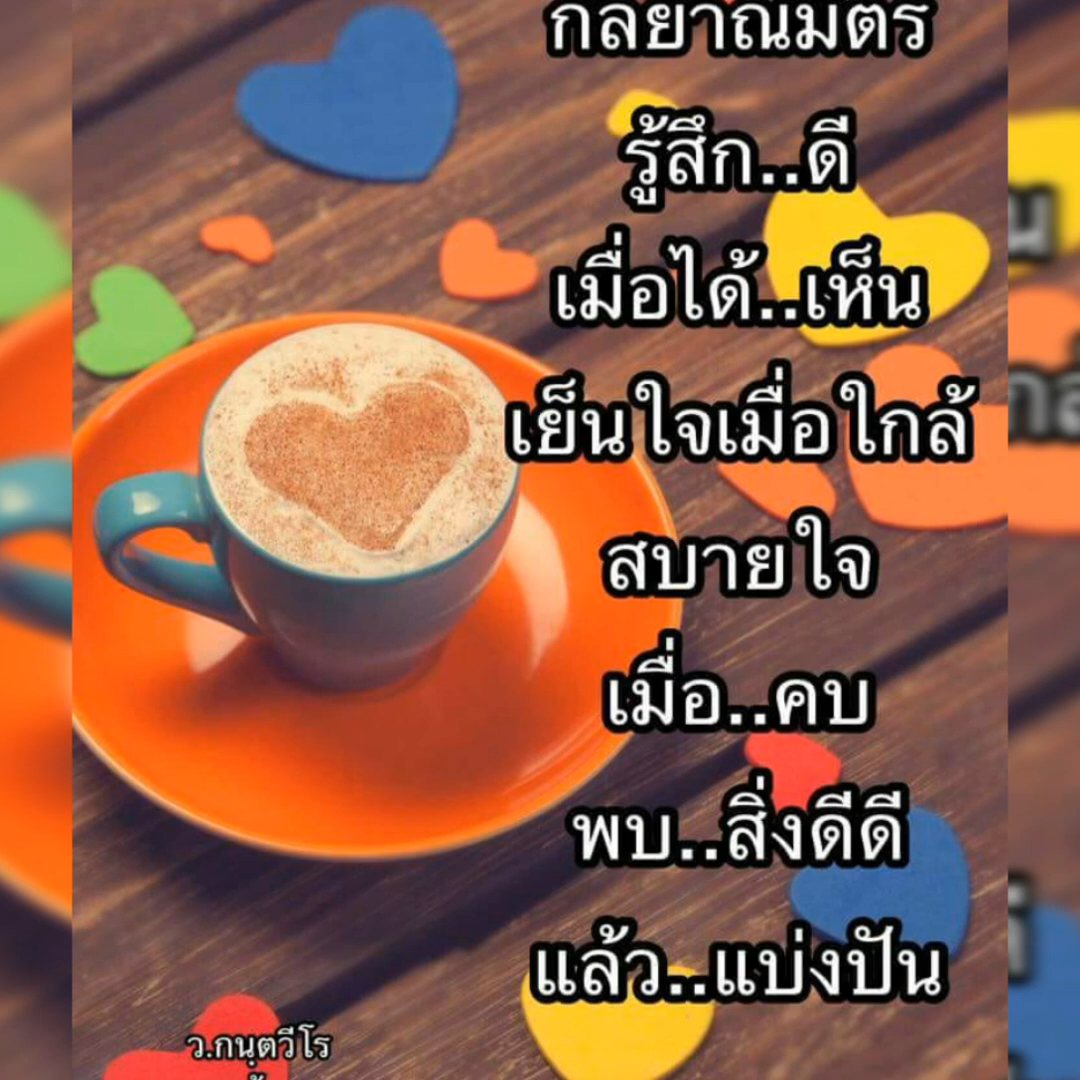 กัลยาณมิตร
รู้สึก..ดี
เมื่อได้..เห็น
เย็นใจเมื่อใกล้
สบายใจ
เมื่อ..คบ
พบ..สิ่งดีดี
แล้ว..แบ่งปัน
ว.กนฺตวีโร